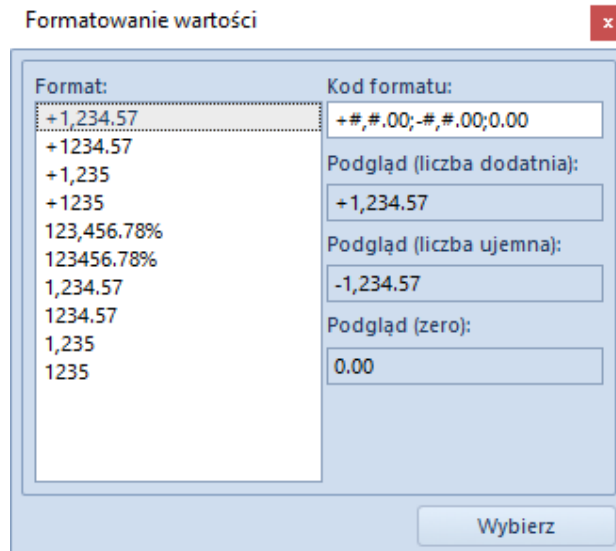 Formatowanie wartości
x
Format:
+1,234.57
+1234.57
+1,235
+1235
123,456.78%
123456.78%
1,234.57
1234.57
1,235
1235
Kod formatu:
+#,#.00;-#,#.00;0.00
Podgląd (liczba dodatnia):
+1,234.57
Podgląd (liczba ujemna):
-1,234.57
Podgląd (zero):
0.00
Wybierz